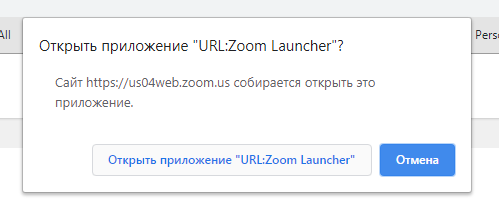 All
Открыть приложение "URL:Zoom Launcher"?
Pers
Сайт https://us04web.zoom.us собирается открыть это
приложение.
Открыть приложение "URL:Zoom Launcher"
Отмена